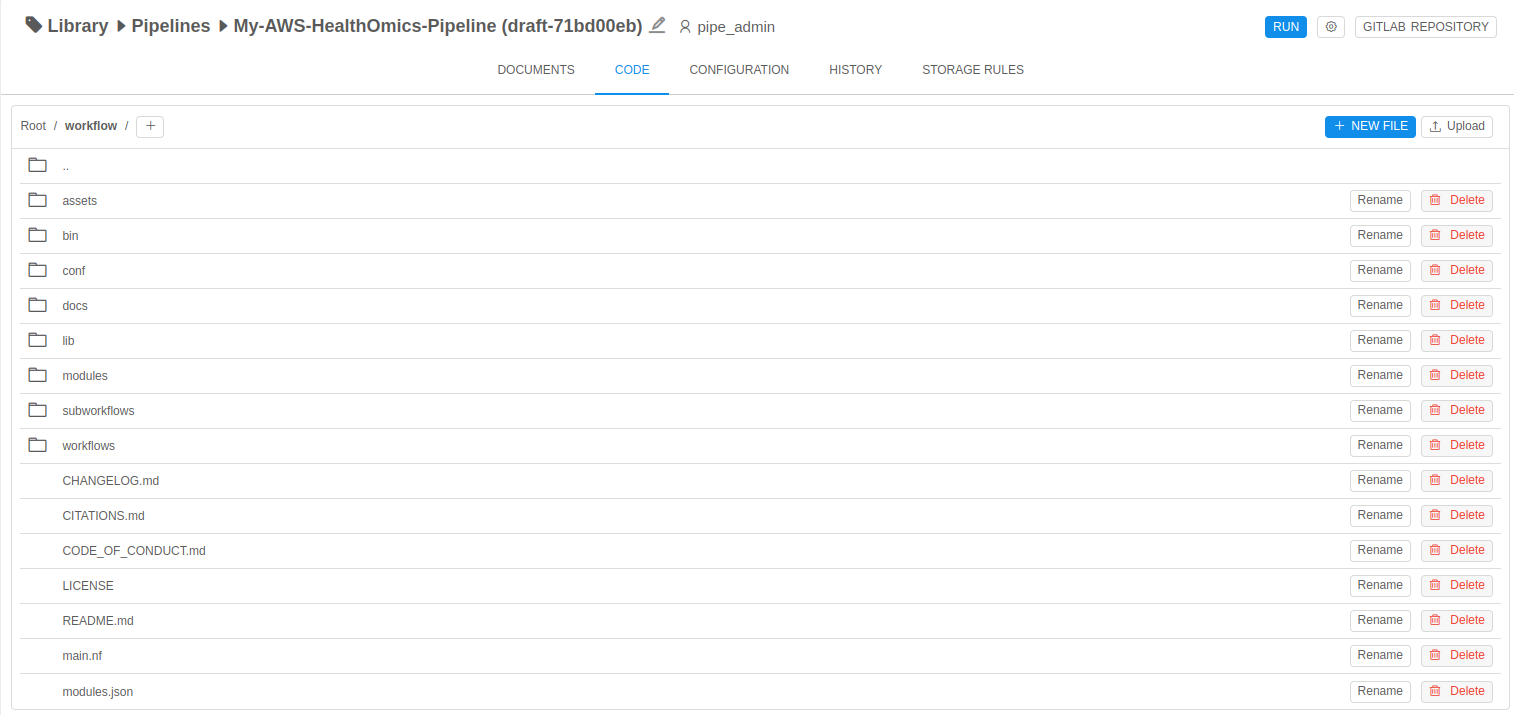 Library Pipelines My-AWS-HealthOmics-Pipeline (draft-71bd00eb) pipe_admin RUN GITLAB REPOSITORY
DOCUMENTS CODE CONFIGURATION HISTORY STORAGE RULES
Root / workflow / + + NEW FILE Upload
..
assets Rename Delete
bin Rename Delete
conf Rename Delete
docs Rename Delete
lib Rename Delete
modules Rename Delete
subworkflows Rename Delete
workflows Rename Delete
CHANGELOG.md Rename Delete
CITATIONS.md Rename Delete
CODE_OF_CONDUCT.md Rename Delete
LICENSE Rename Delete
README.md Rename Delete
main.nf Rename Delete
modules.json Rename Delete